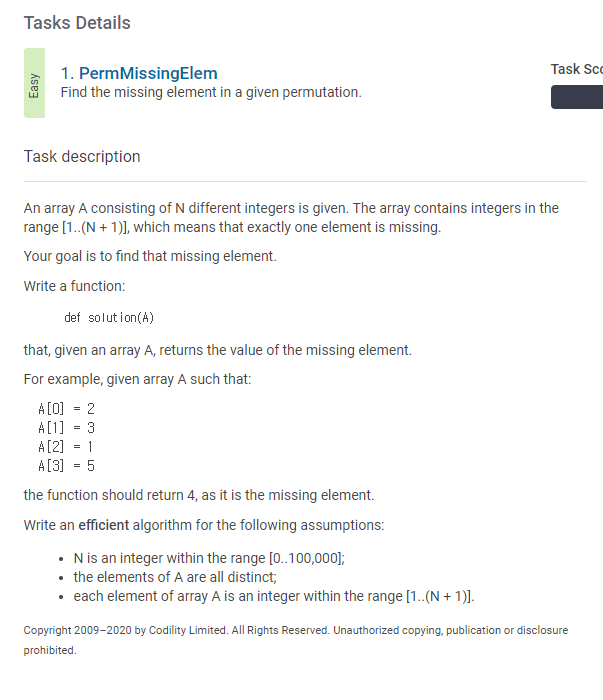 Tasks Details
Easy
1. PermMissingElem
Find the missing element in a given permutation.
Task Sco
Task description
An array A consisting of N different integers is given. The array contains integers in the
range [1..(N + 1)], which means that exactly one element is missing.
Your goal is to find that missing element.
Write a function:
def solution(A)
that, given an array A, returns the value of the missing element.
For example, given array A such that:
A[0] = 2
A[1] = 3
A[2] = 1
A[3] = 5
the function should return 4, as it is the missing element.
Write an efficient algorithm for the following assumptions:
• N is an integer within the range [0..100,000];
• the elements of A are all distinct;
• each element of array A is an integer within the range [1..(N + 1)].
Copyright 2009–2020 by Codility Limited. All Rights Reserved. Unauthorized copying, publication or disclosure
prohibited.